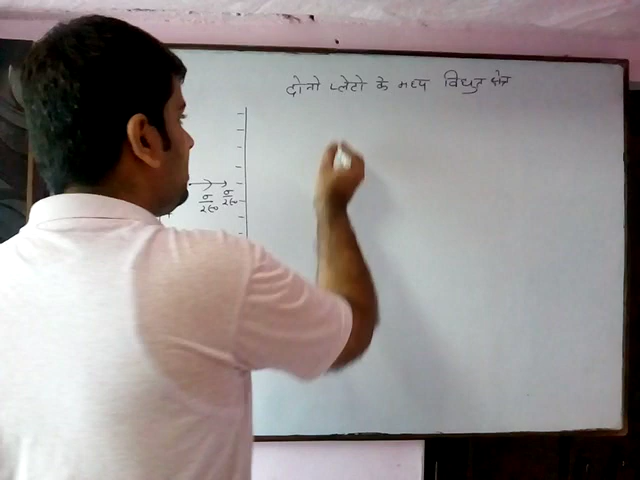 दोनो प्लेटो के मध्य विधुत क्षेत्र
σ/2ε₀ σ/2ε₀